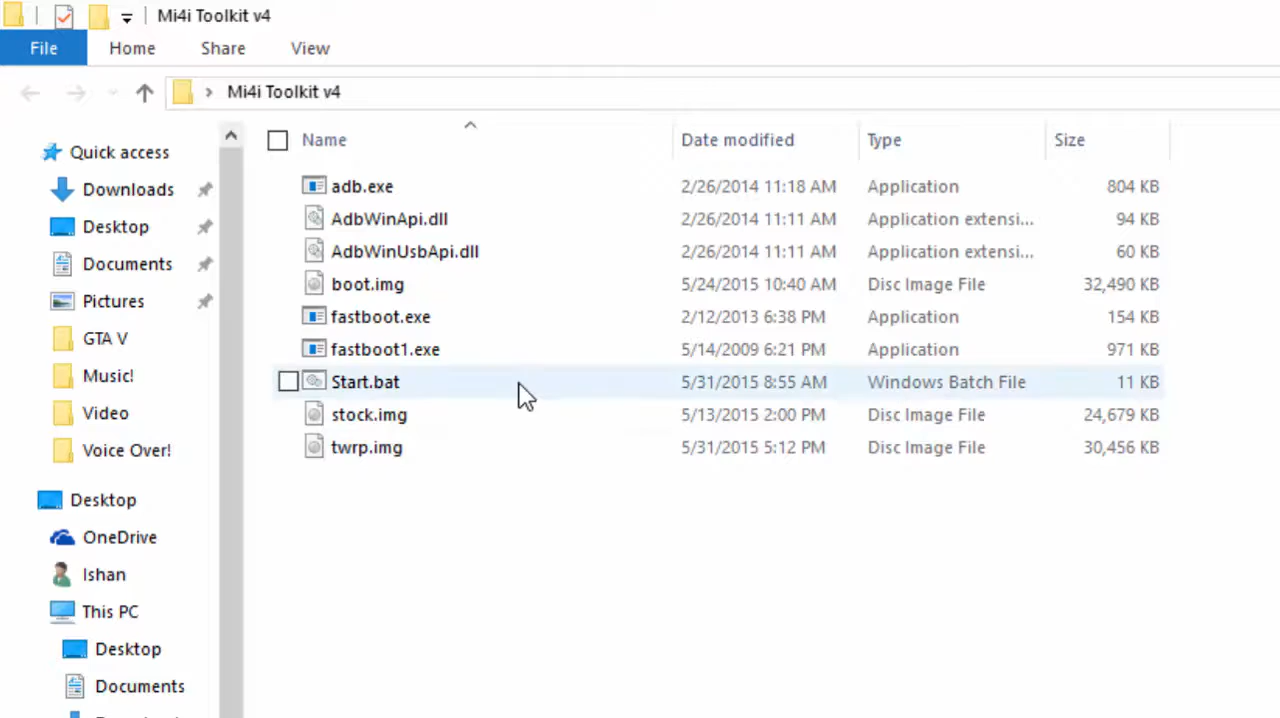 Mi4i Toolkit v4
File Home Share View
Mi4i Toolkit v4
Name Date modified Type Size
Quick access
Downloads
Desktop
Documents
Pictures
GTA V
Music!
Video
Voice Over!
Desktop
OneDrive
Ishan
This PC
Desktop
Documents
adb.exe 2/26/2014 11:18 AM Application 804 KB
AdbWinApi.dll 2/26/2014 11:11 AM Application extensi... 94 KB
AdbWinUsbApi.dll 2/26/2014 11:11 AM Application extensi... 60 KB
boot.img 5/24/2015 10:40 AM Disc Image File 32,490 KB
fastboot.exe 2/12/2013 6:38 PM Application 154 KB
fastboot1.exe 5/14/2009 6:21 PM Application 971 KB
Start.bat 5/31/2015 8:55 AM Windows Batch File 11 KB
stock.img 5/13/2015 2:00 PM Disc Image File 24,679 KB
twrp.img 5/31/2015 5:12 PM Disc Image File 30,456 KB